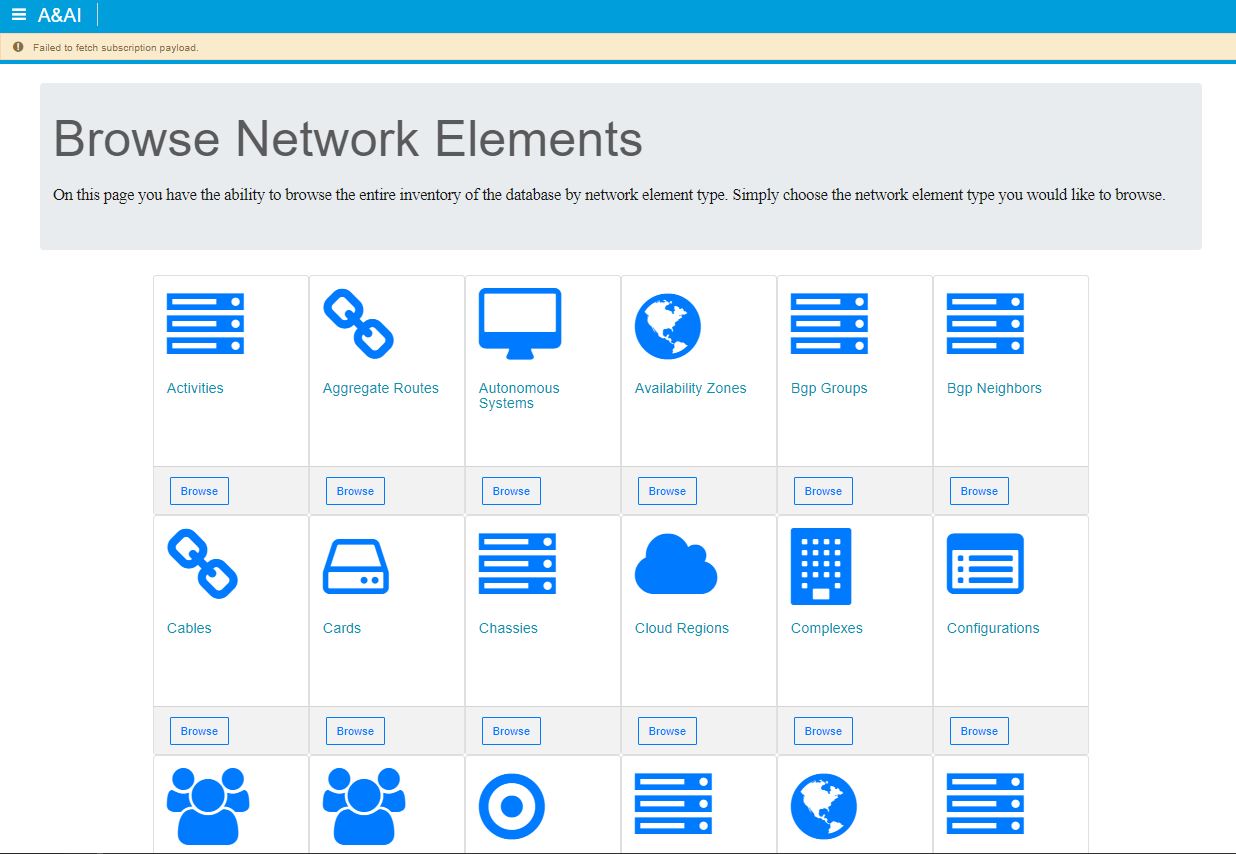 A&AI
Failed to fetch subscription payload.
Browse Network Elements
On this page you have the ability to browse the entire inventory of the database by network element type. Simply choose the network element type you would like to browse.
Activities
Aggregate Routes
Autonomous
Systems
Availability Zones
Bgp Groups
Bgp Neighbors
Browse
Browse
Browse
Browse
Browse
Browse
Cables
Cards
Chassies
Cloud Regions
Complexes
Configurations
Browse
Browse
Browse
Browse
Browse
Browse